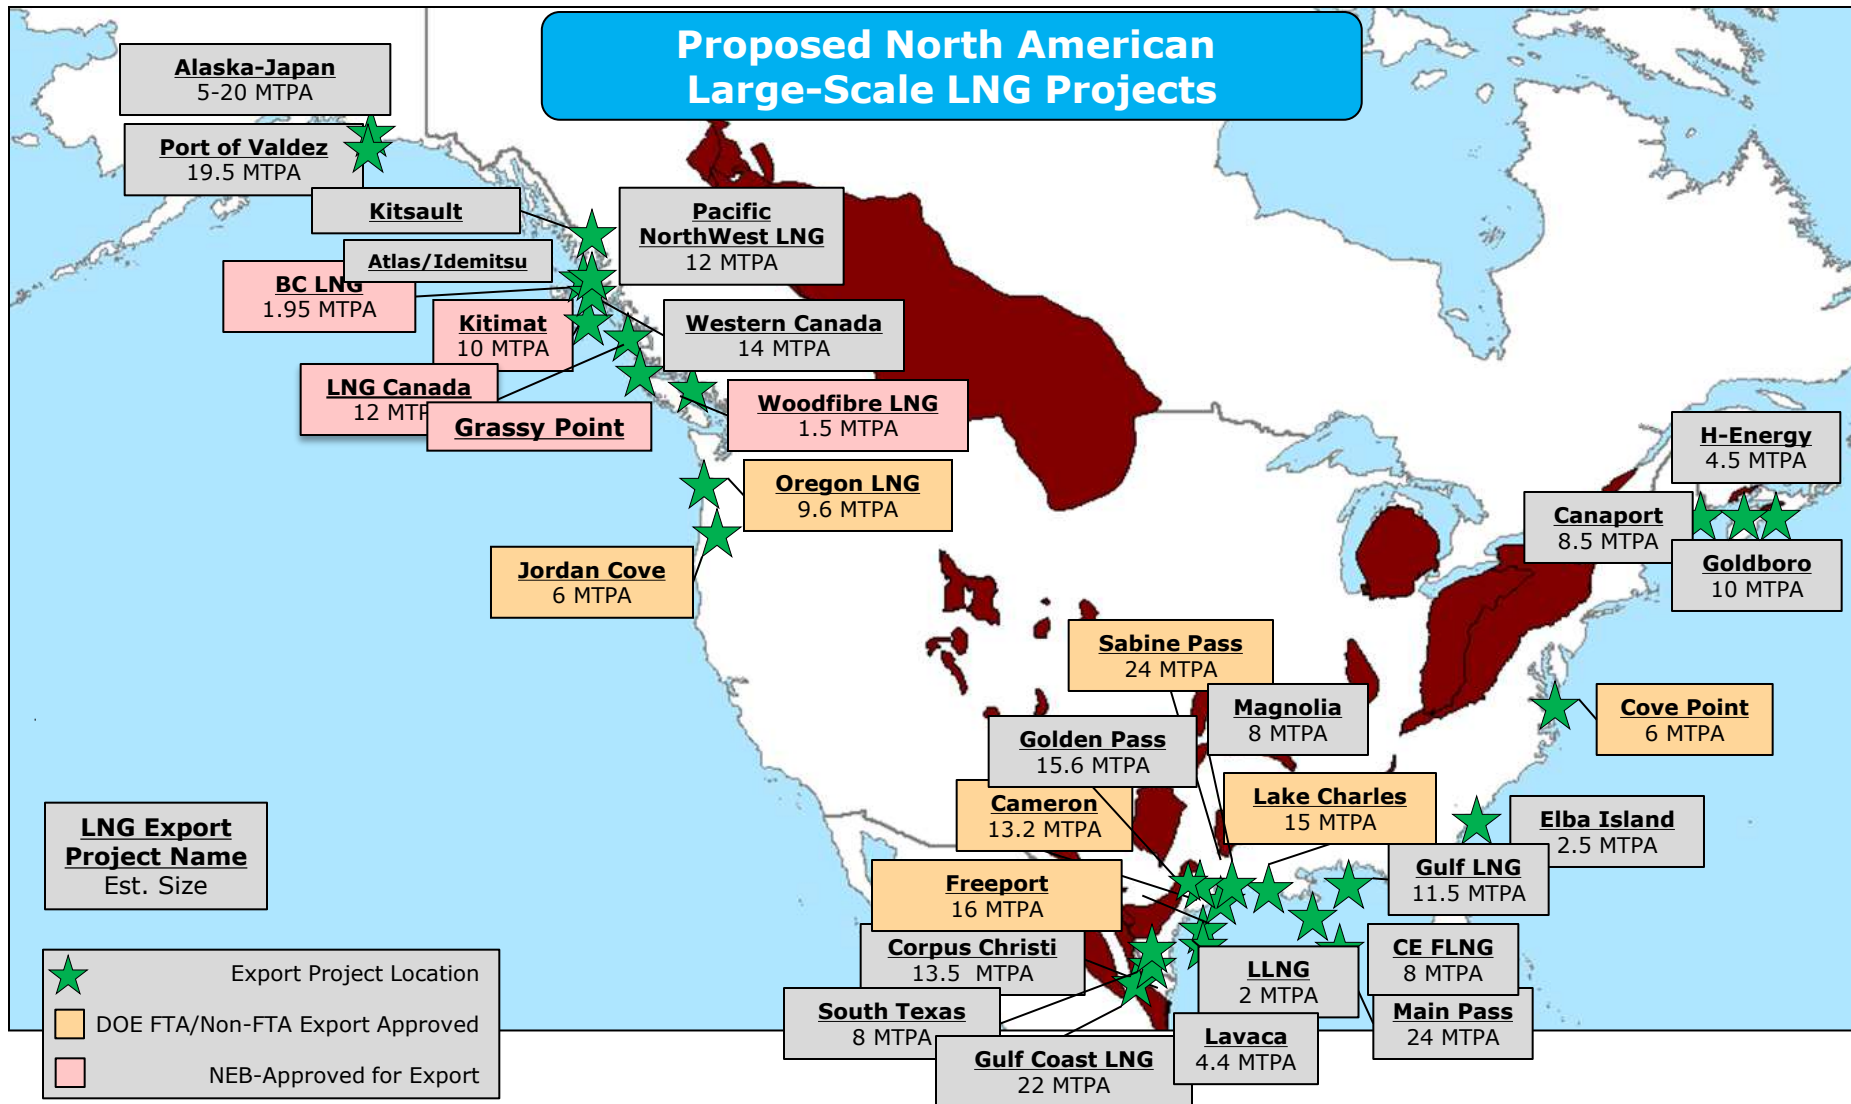 Proposed North American
Large-Scale LNG Projects
Alaska-Japan
5-20 MTPA
Port of Valdez
19.5 MTPA
Kitsault
Pacific
NorthWest LNG
12 MTPA
Atlas/Idemitsu
BC LNG
1.95 MTPA
Kitimat
10 MTPA
Western Canada
14 MTPA
LNG Canada
12 MTP
Grassy Point
Woodfibre LNG
1.5 MTPA
Oregon LNG
9.6 MTPA
Jordan Cove
6 MTPA
H-Energy
4.5 MTPA
Canaport
8.5 MTPA
Goldboro
10 MTPA
Sabine Pass
24 MTPA
Magnolia
8 MTPA
Golden Pass
15.6 MTPA
Cove Point
6 MTPA
Cameron
13.2 MTPA
Lake Charles
15 MTPA
Elba Island
2.5 MTPA
Gulf LNG
11.5 MTPA
Freeport
16 MTPA
Corpus Christi
13.5 MTPA
South Texas
8 MTPA
Gulf Coast LNG
22 MTPA
LLNG
2 MTPA
Lavaca
4.4 MTPA
CE FLNG
8 MTPA
Main Pass
24 MTPA
LNG Export
Project Name
Est. Size
Export Project Location
DOE FTA/Non-FTA Export Approved
NEB-Approved for Export